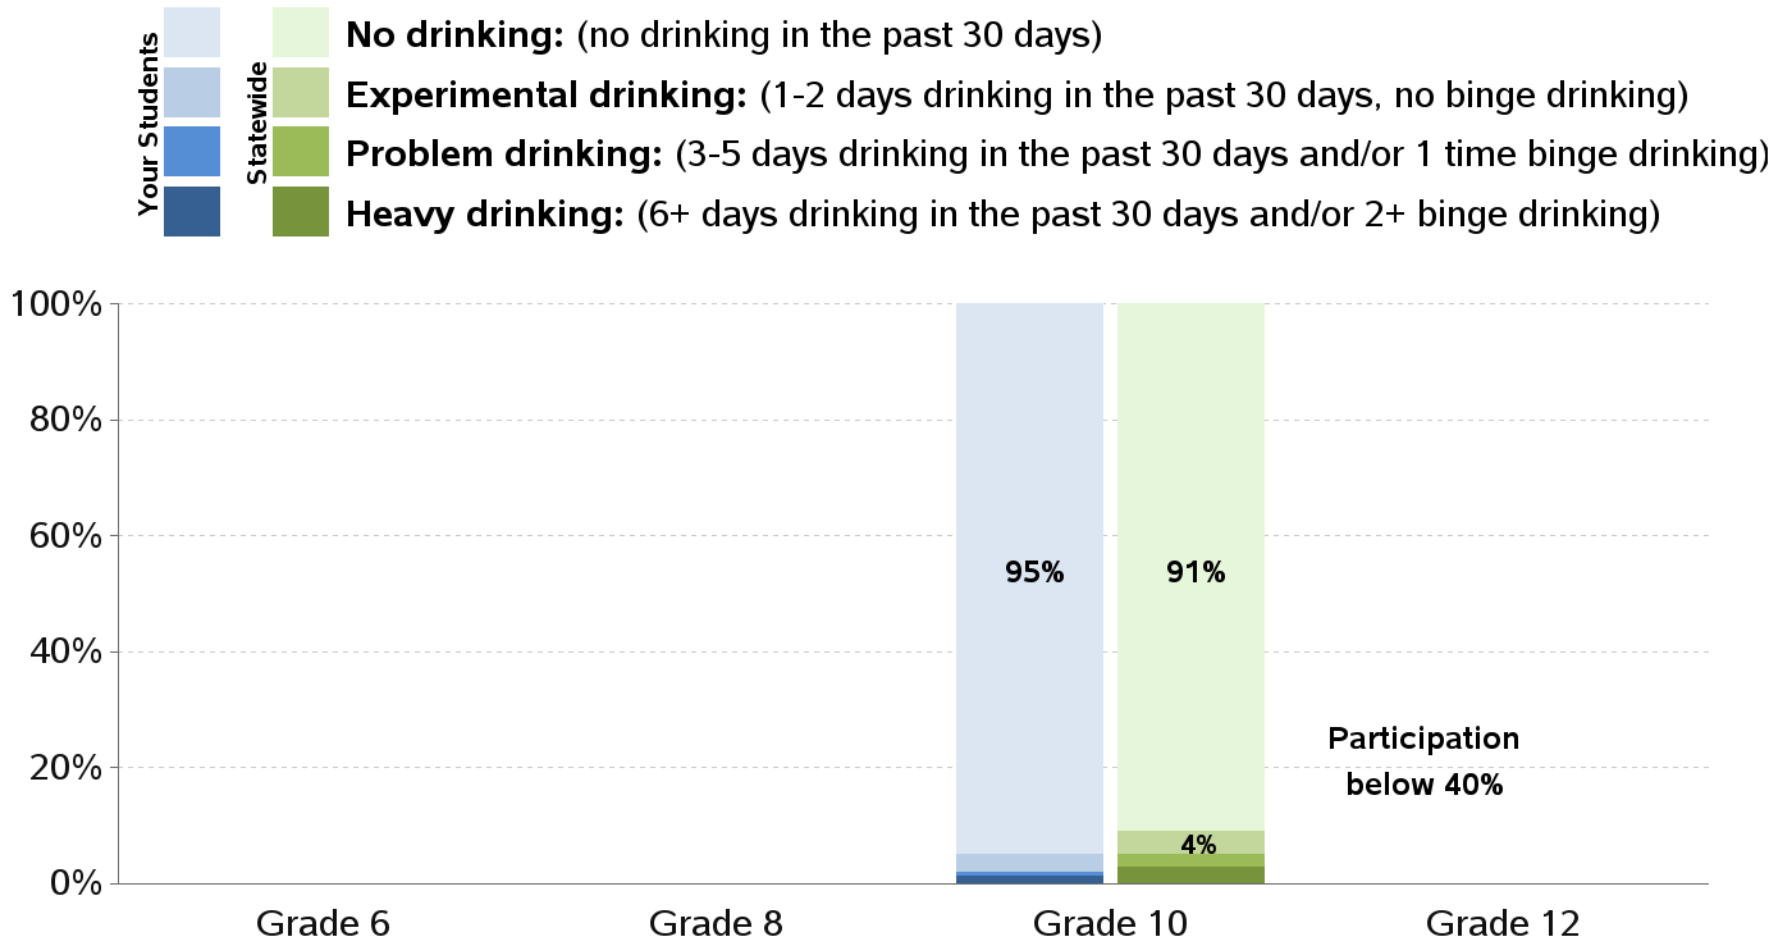 Your Students
Statewide
No drinking: (no drinking in the past 30 days)
Experimental drinking: (1-2 days drinking in the past 30 days, no binge drinking)
Problem drinking: (3-5 days drinking in the past 30 days and/or 1 time binge drinking)
Heavy drinking: (6+ days drinking in the past 30 days and/or 2+ binge drinking)
100%
80%
60%
40%
20%
0%
95%
91%
4%
Participation
below 40%
Grade 6
Grade 8
Grade 10
Grade 12